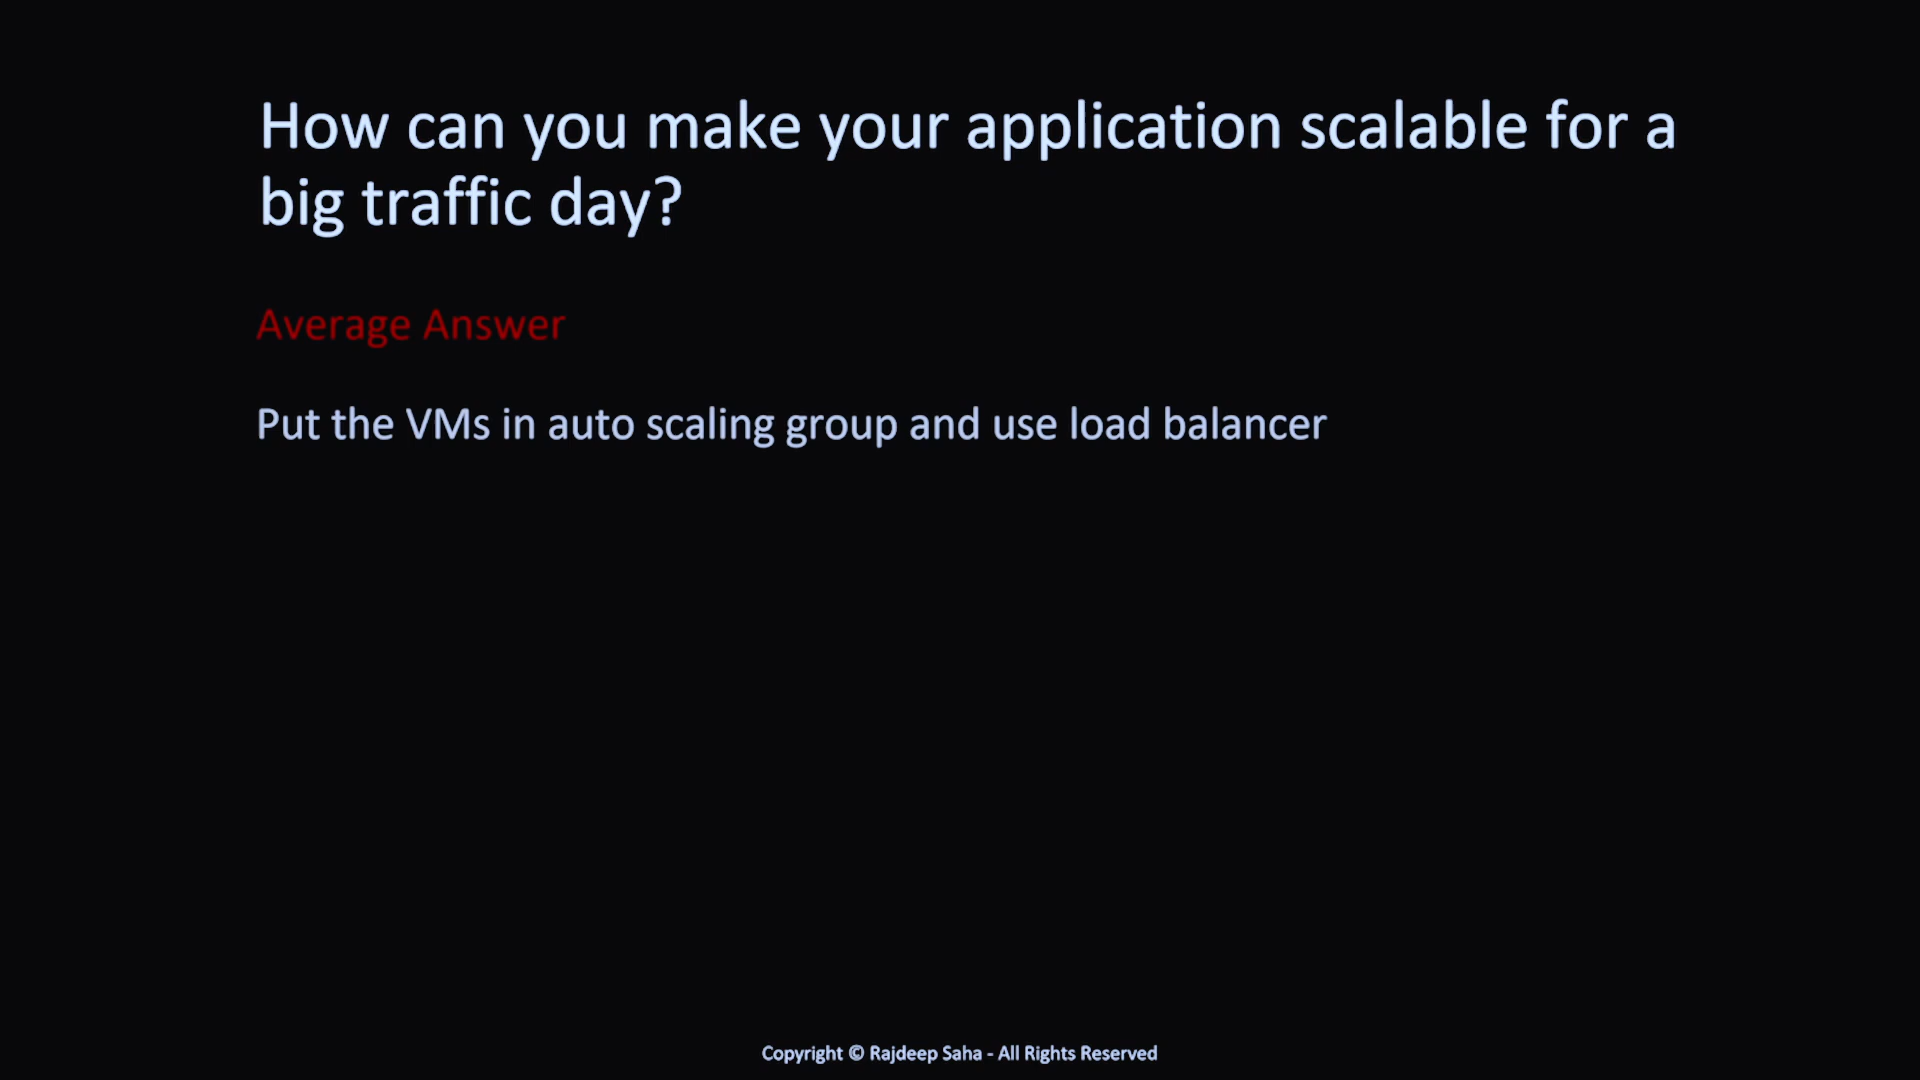 How can you make your application scalable for a
big traffic day?
Average Answer
Put the VMs in auto scaling group and use load balancer
Copyright © Rajdeep Saha - All Rights Reserved